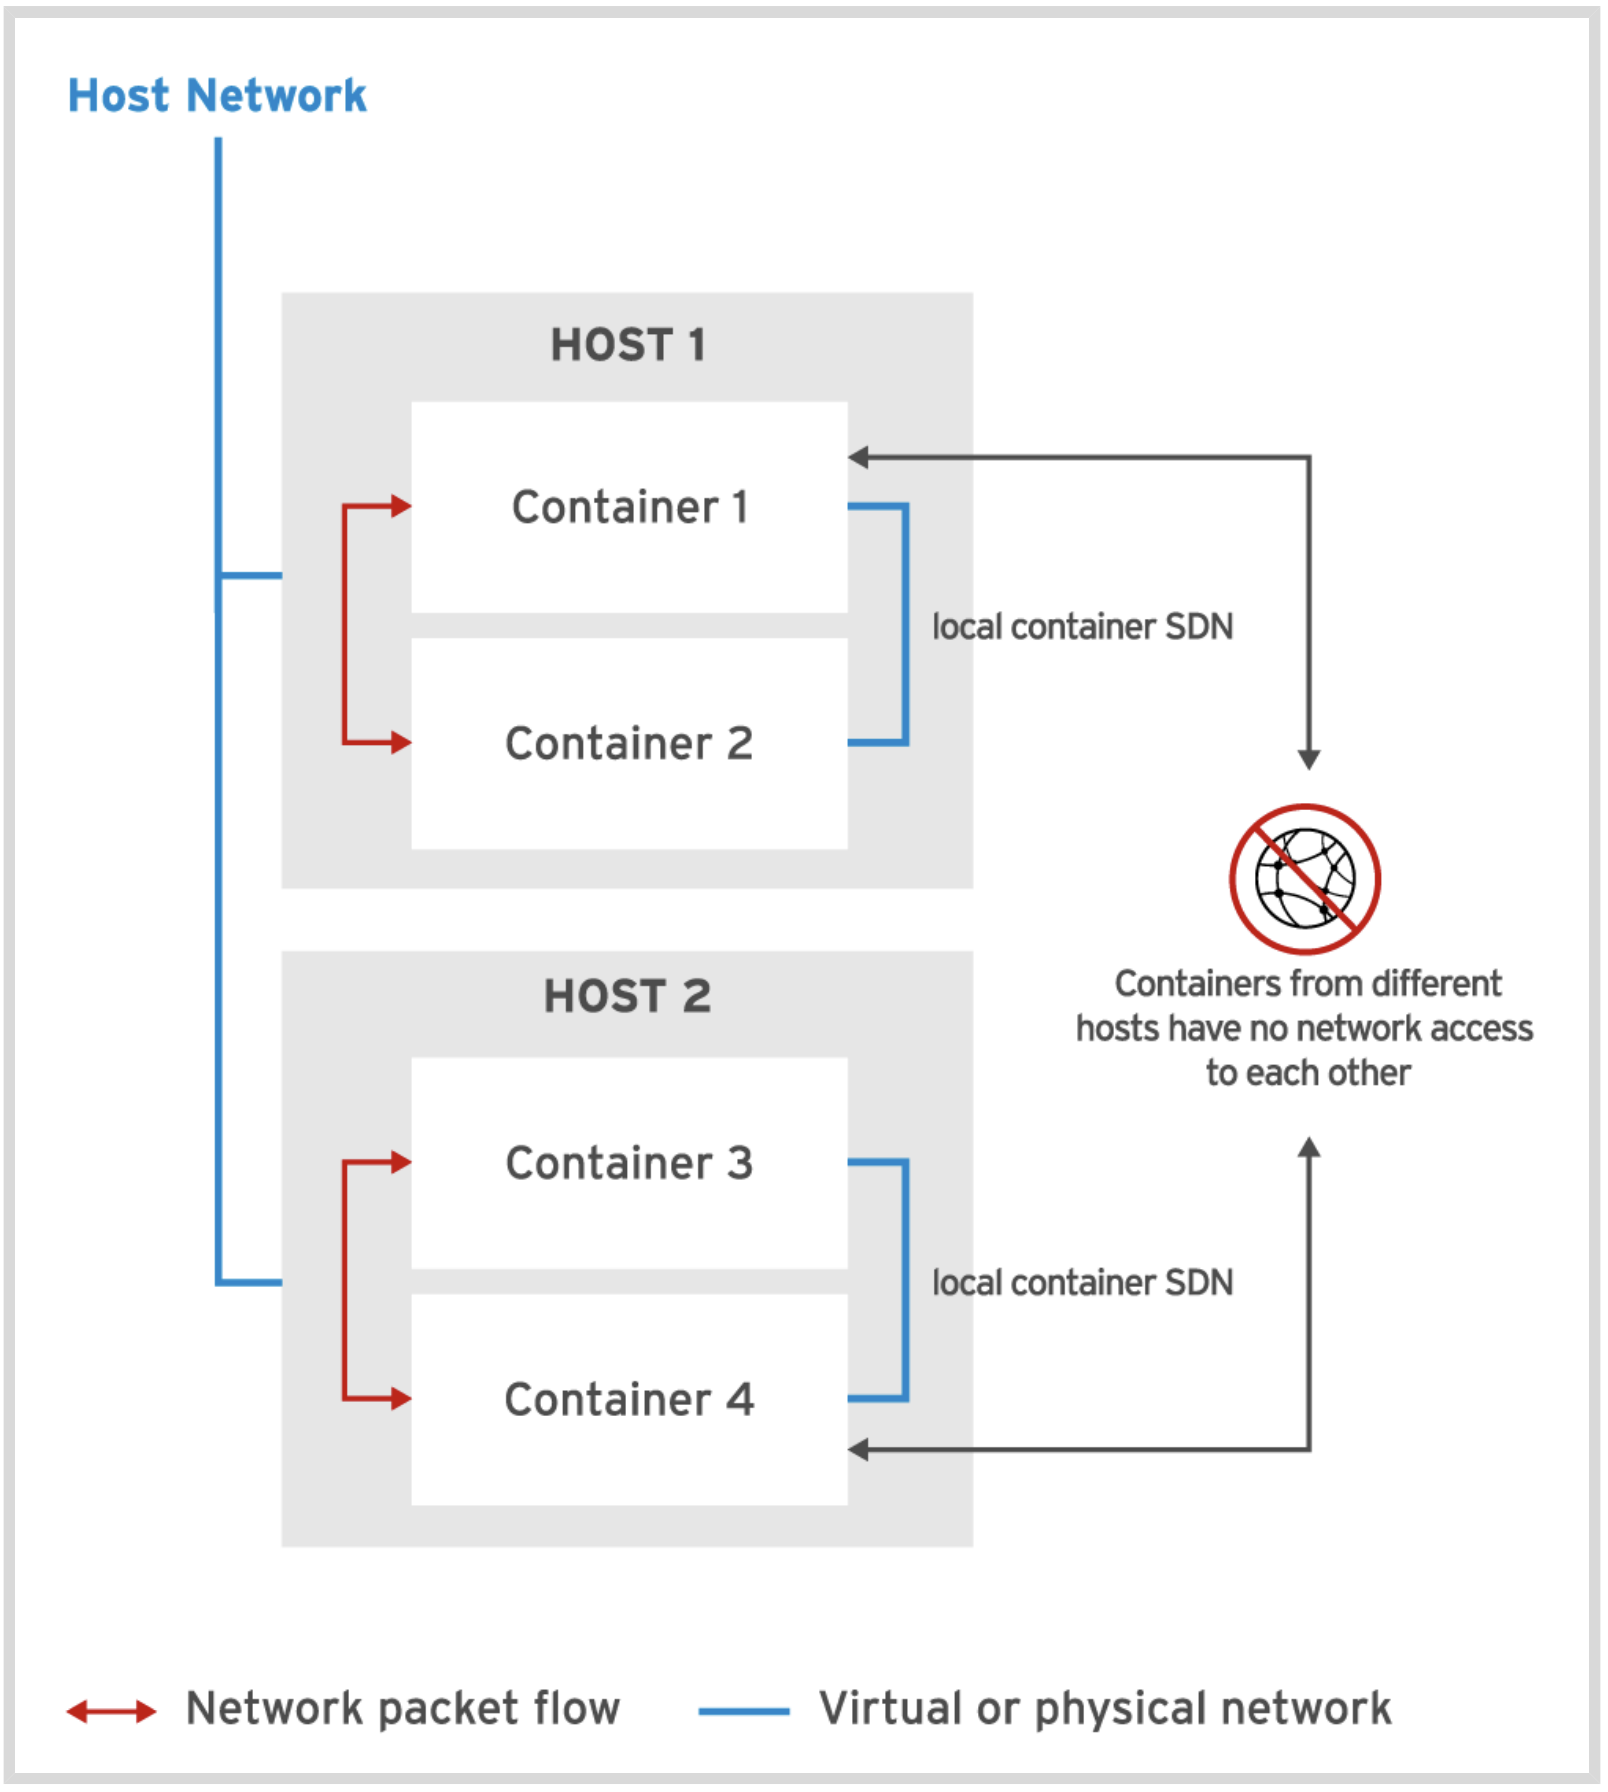 Host Network
HOST 1
Container 1
local container SDN
Container 2
Containers from different
hosts have no network access
to each other
HOST 2
Container 3
local container SDN
Container 4
Network packet flow
Virtual or physical network